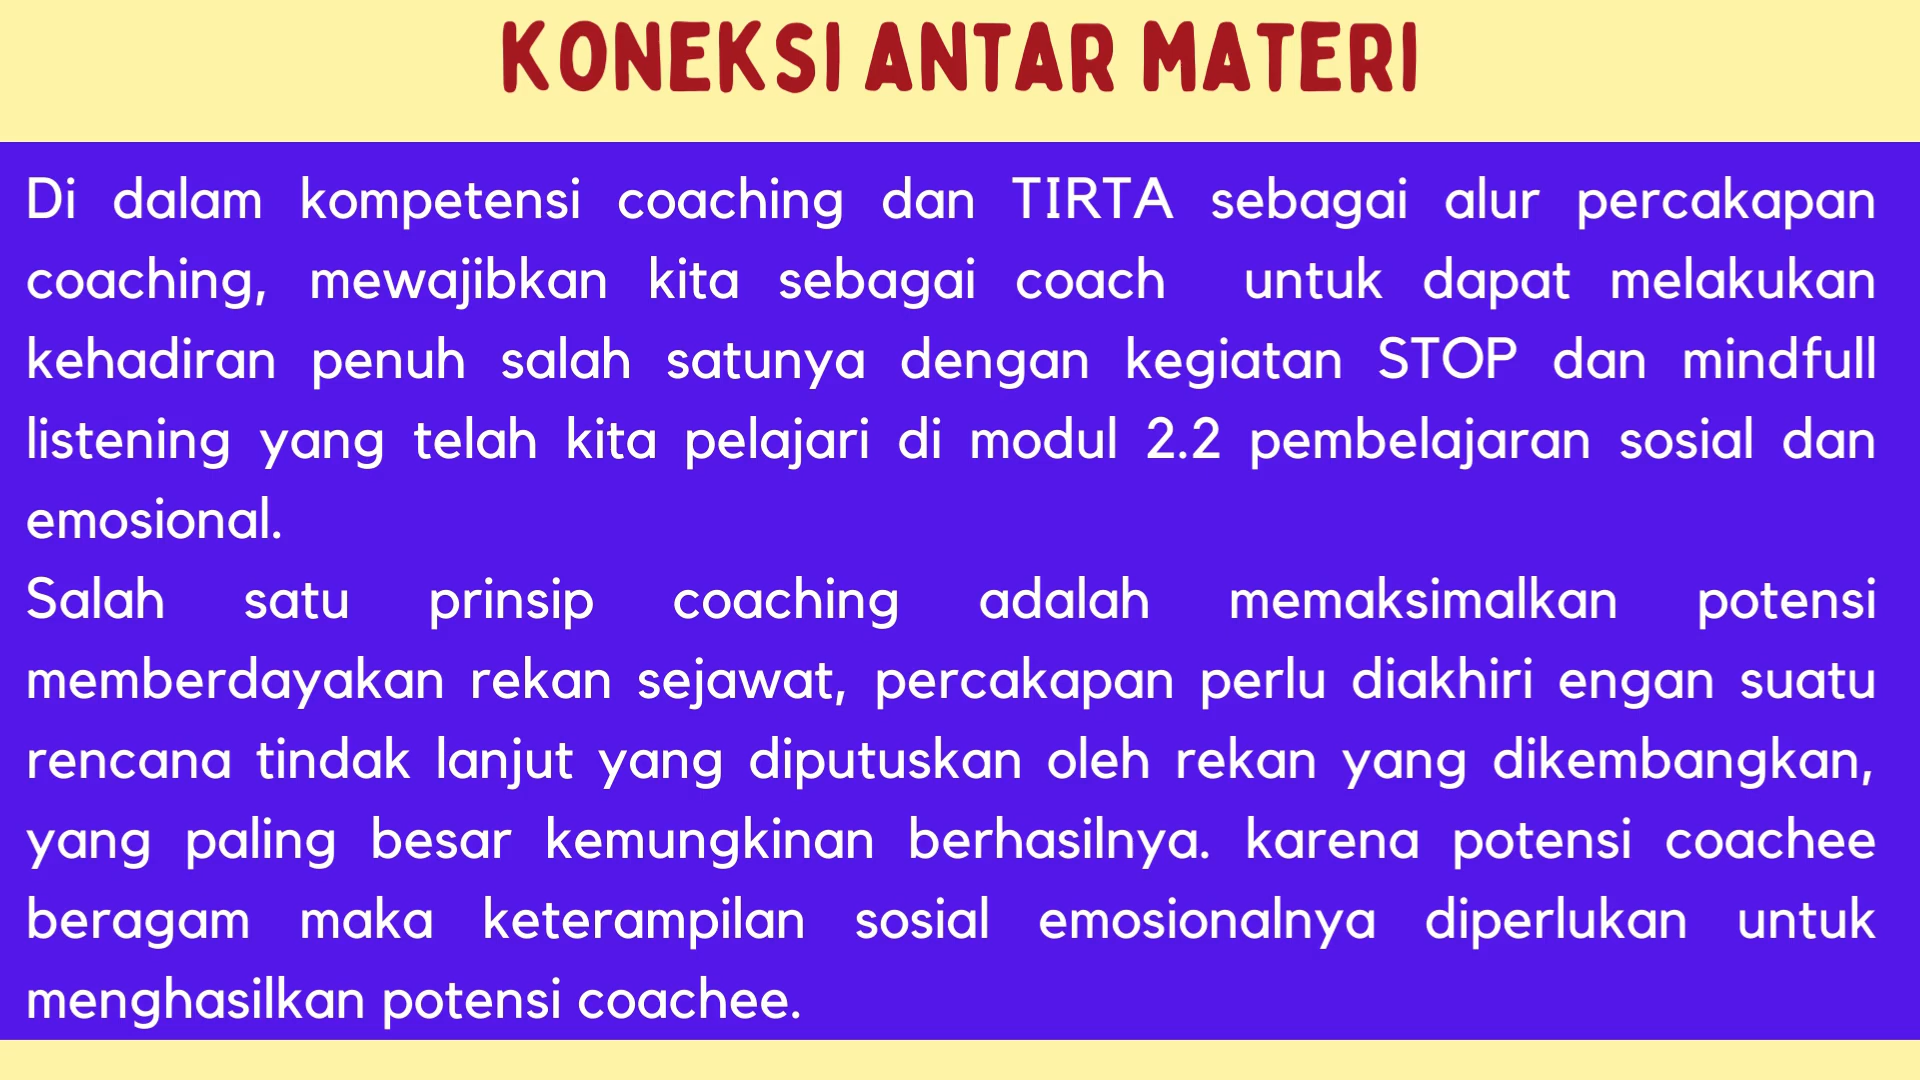 KONEKSI ANTAR MATERI
Di dalam kompetensi coaching dan TIRTA sebagai alur percakapan
coaching, mewajibkan kita sebagai coach untuk dapat melakukan
kehadiran penuh salah satunya dengan kegiatan STOP dan mindfull
listening yang telah kita pelajari di modul 2.2 pembelajaran sosial dan
emosional.
Salah satu prinsip coaching adalah memaksimalkan potensi
memberdayakan rekan sejawat, percakapan perlu diakhiri engan suatu
rencana tindak lanjut yang diputuskan oleh rekan yang dikembangkan,
yang paling besar kemungkinan berhasilnya. karena potensi coachee
beragam maka keterampilan sosial emosionalnya diperlukan untuk
menghasilkan potensi coachee.